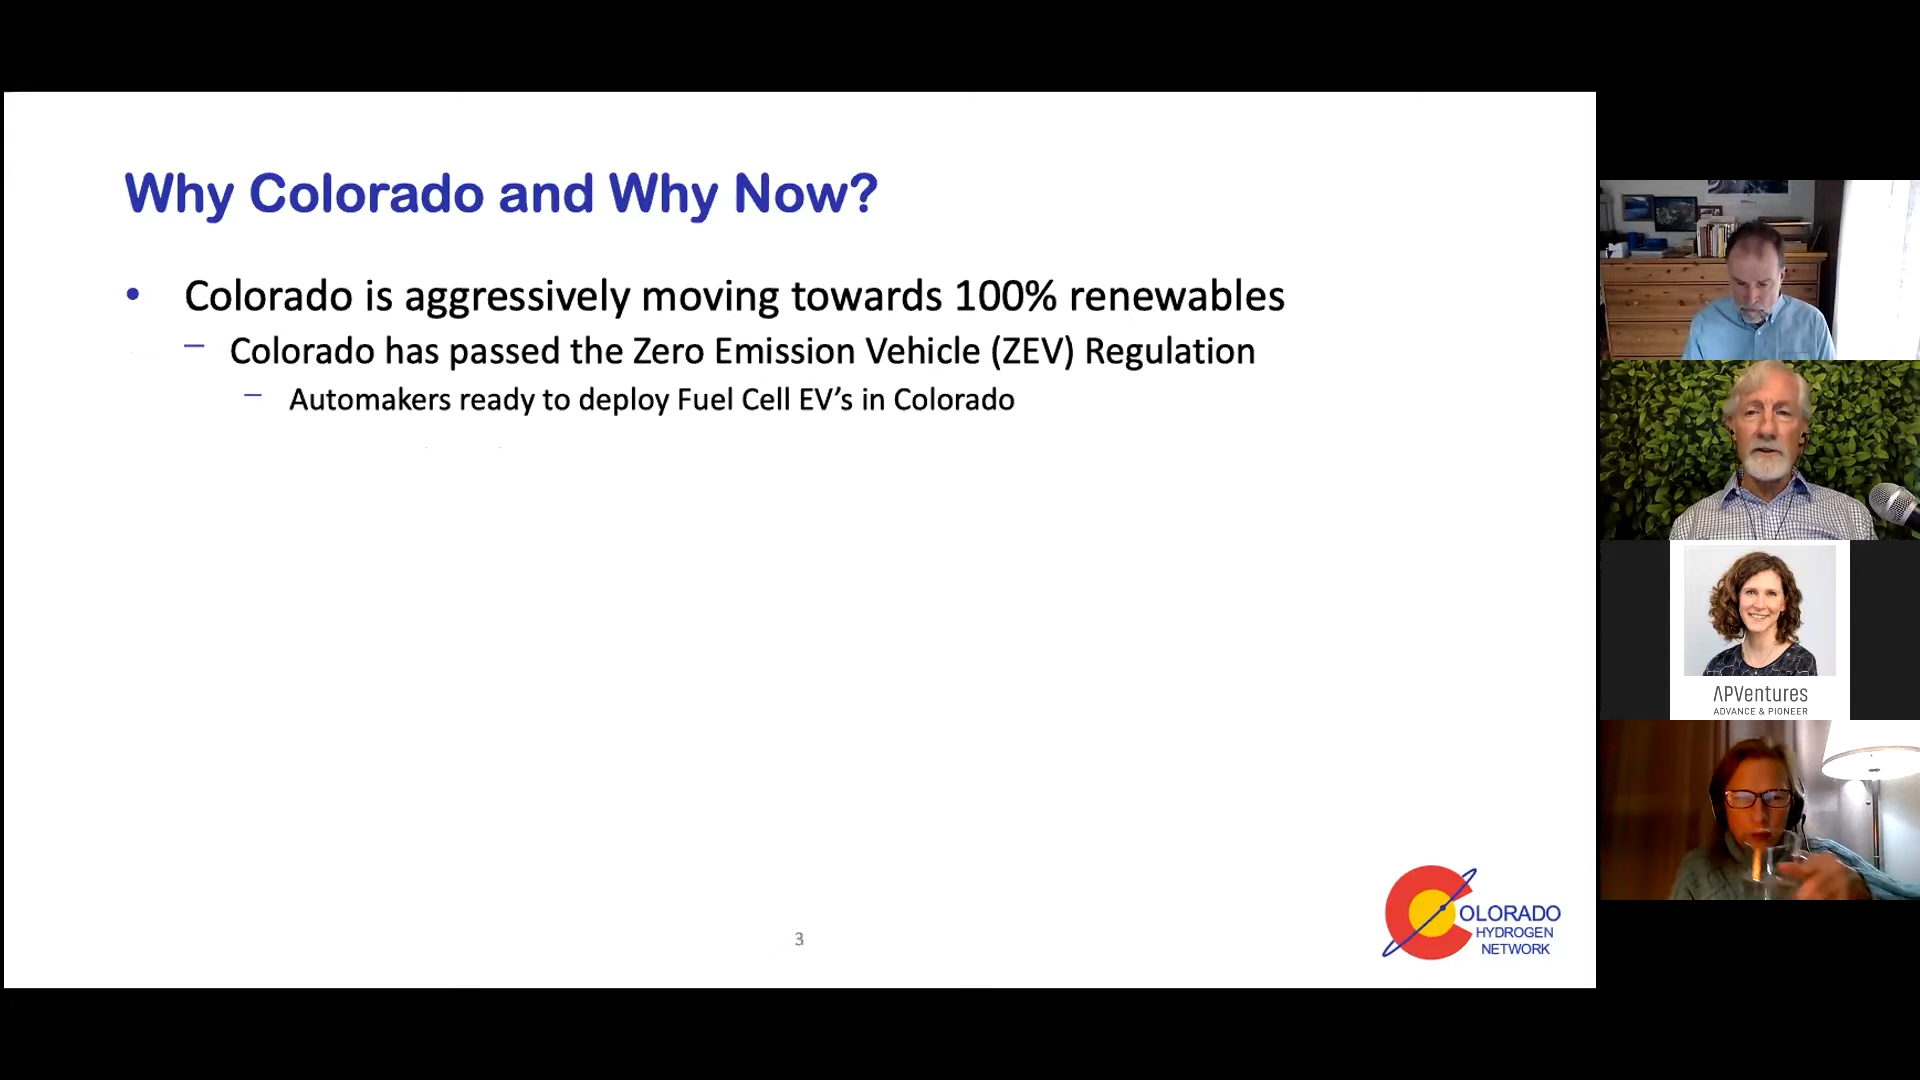 Why Colorado and Why Now?
• Colorado is aggressively moving towards 100% renewables
– Colorado has passed the Zero Emission Vehicle (ZEV) Regulation
– Automakers ready to deploy Fuel Cell EV’s in Colorado
APVentures
ADVANCE & PIONEER
COLORADO
HYDROGEN
NETWORK
3